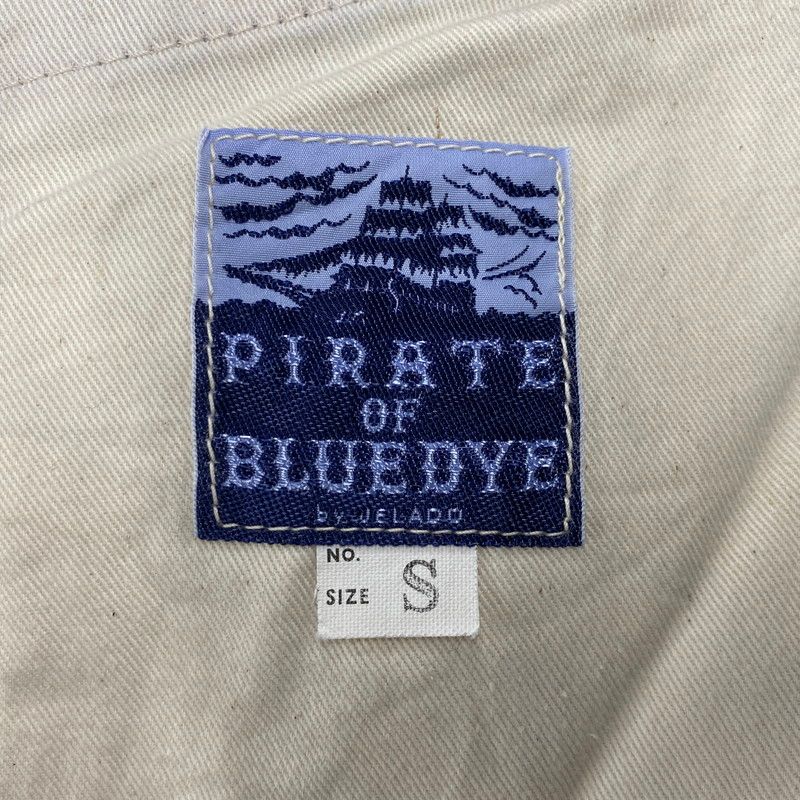 PIRATE
OF
BLUEDYE
by JELADO
NO.
SIZE S